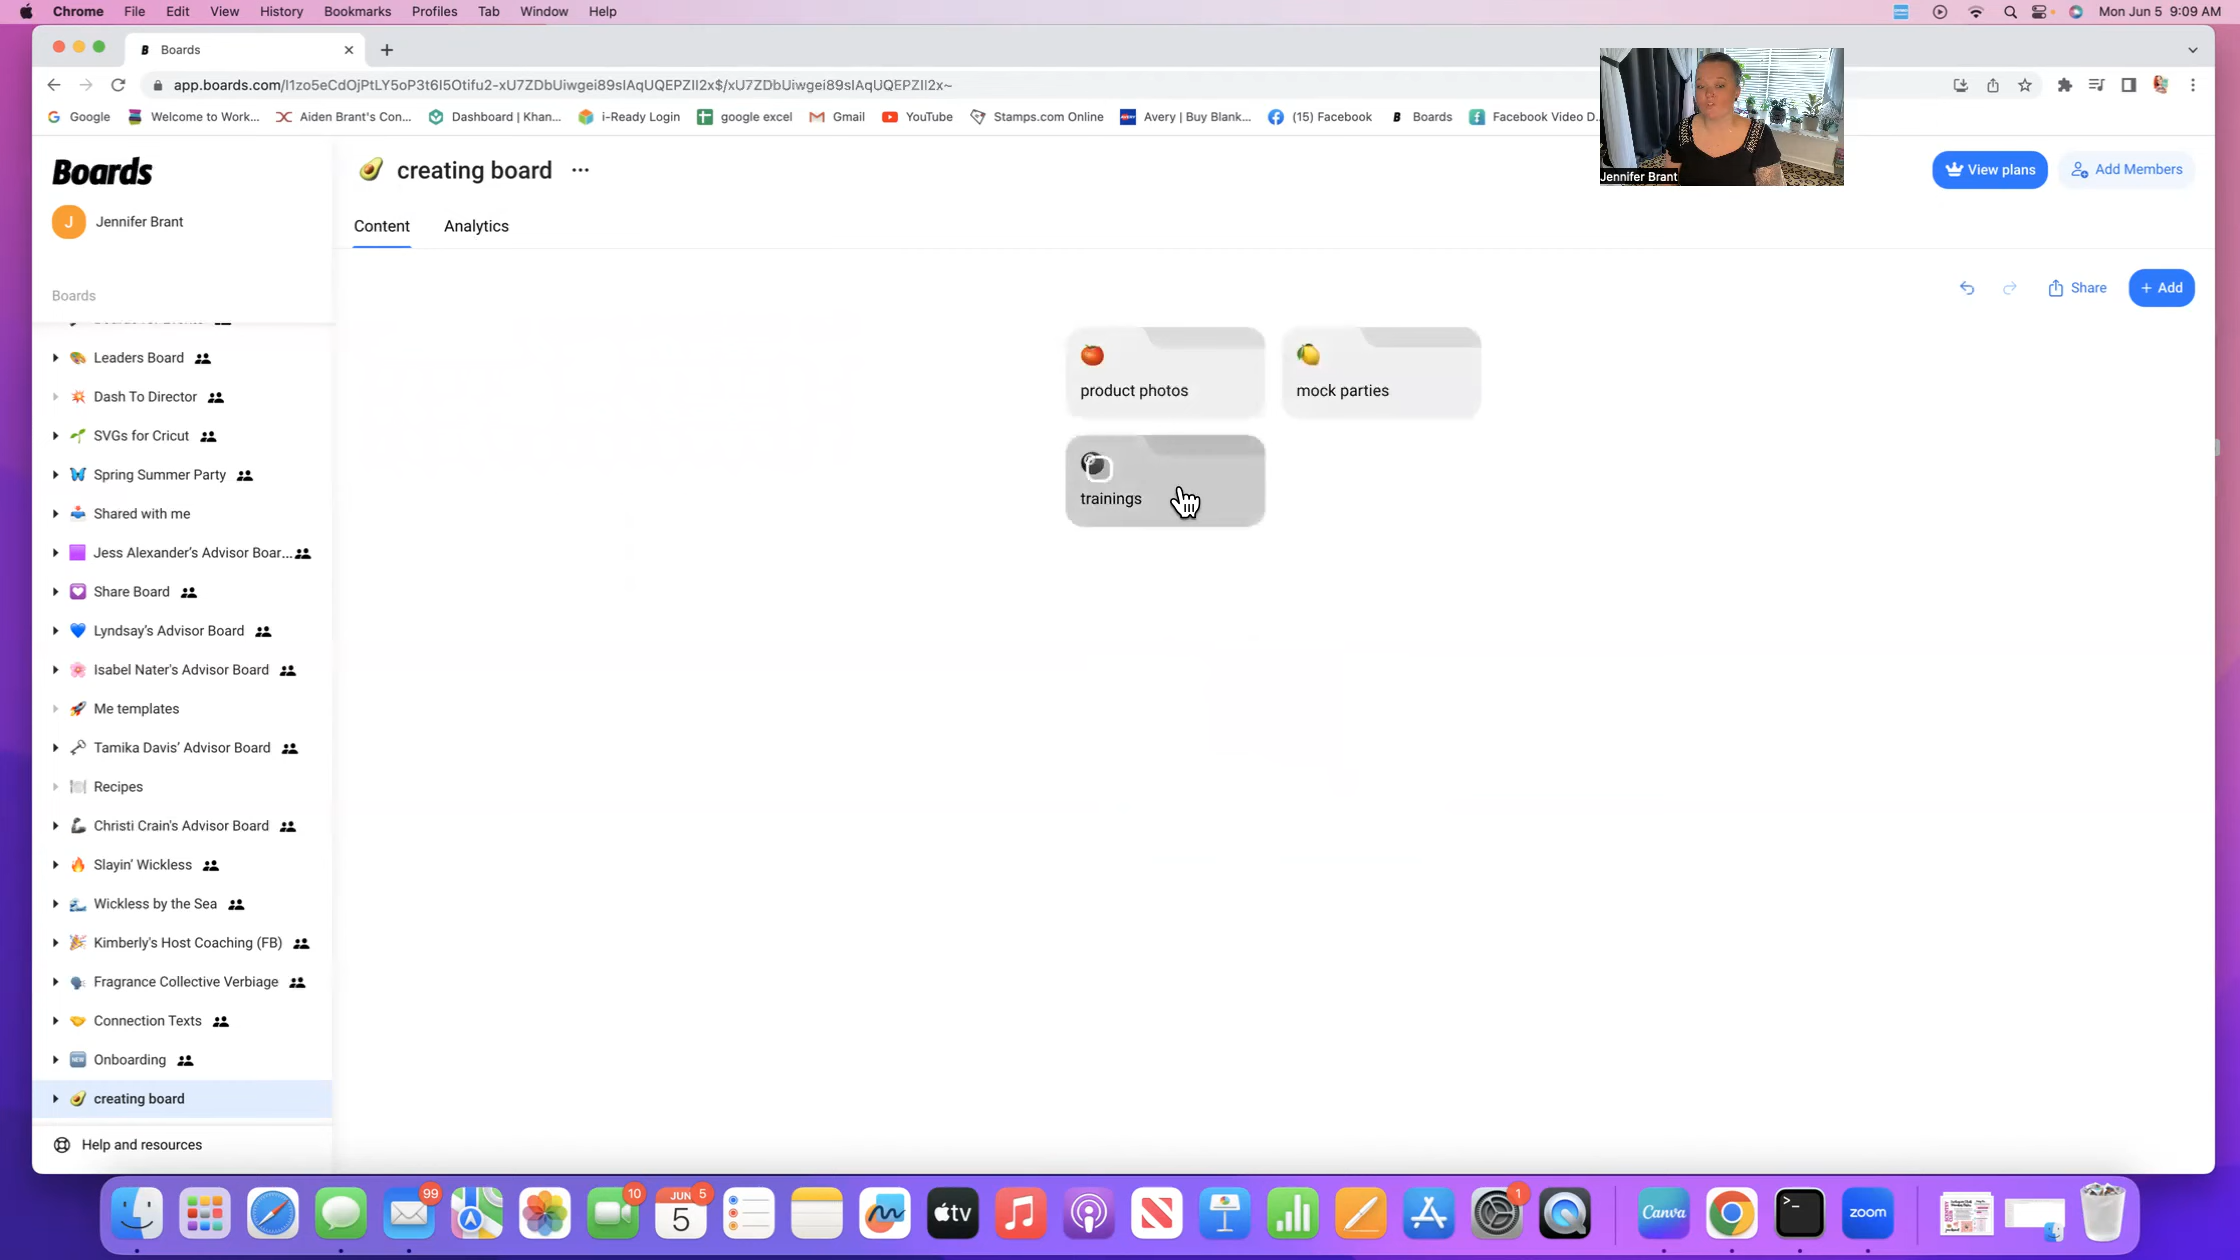 Chrome File Edit View History Bookmarks Profiles Tab Window Help Mon Jun 5 9:09 AM
B Boards
app.boards.com/I1zo5eCdOjPtLY5oP3t6I5Otifu2-xU7ZDbUiwgei89sIAqUQEPZII2x$/xU7ZDbUiwgei89sIAqUQEPZII2x~
Google Welcome to Work... Aiden Brant's Con... Dashboard | Khan... i-Ready Login google excel Gmail YouTube Stamps.com Online Avery | Buy Blank... (15) Facebook B Boards Facebook Video D...
Jennifer Brant
Boards
J Jennifer Brant
Boards
Leaders Board
Dash To Director
SVGs for Cricut
Spring Summer Party
Shared with me
Jess Alexander's Advisor Boar...
Share Board
Lyndsay's Advisor Board
Isabel Nater's Advisor Board
Me templates
Tamika Davis' Advisor Board
Recipes
Christi Crain's Advisor Board
Slayin' Wickless
Wickless by the Sea
Kimberly's Host Coaching (FB)
Fragrance Collective Verbiage
Connection Texts
NEW Onboarding
creating board
Help and resources
creating board ...
View plans Add Members
Content Analytics
Share + Add
product photos mock parties
trainings
99 JUN 5 5 10 tv 1 Canva >_ zoom